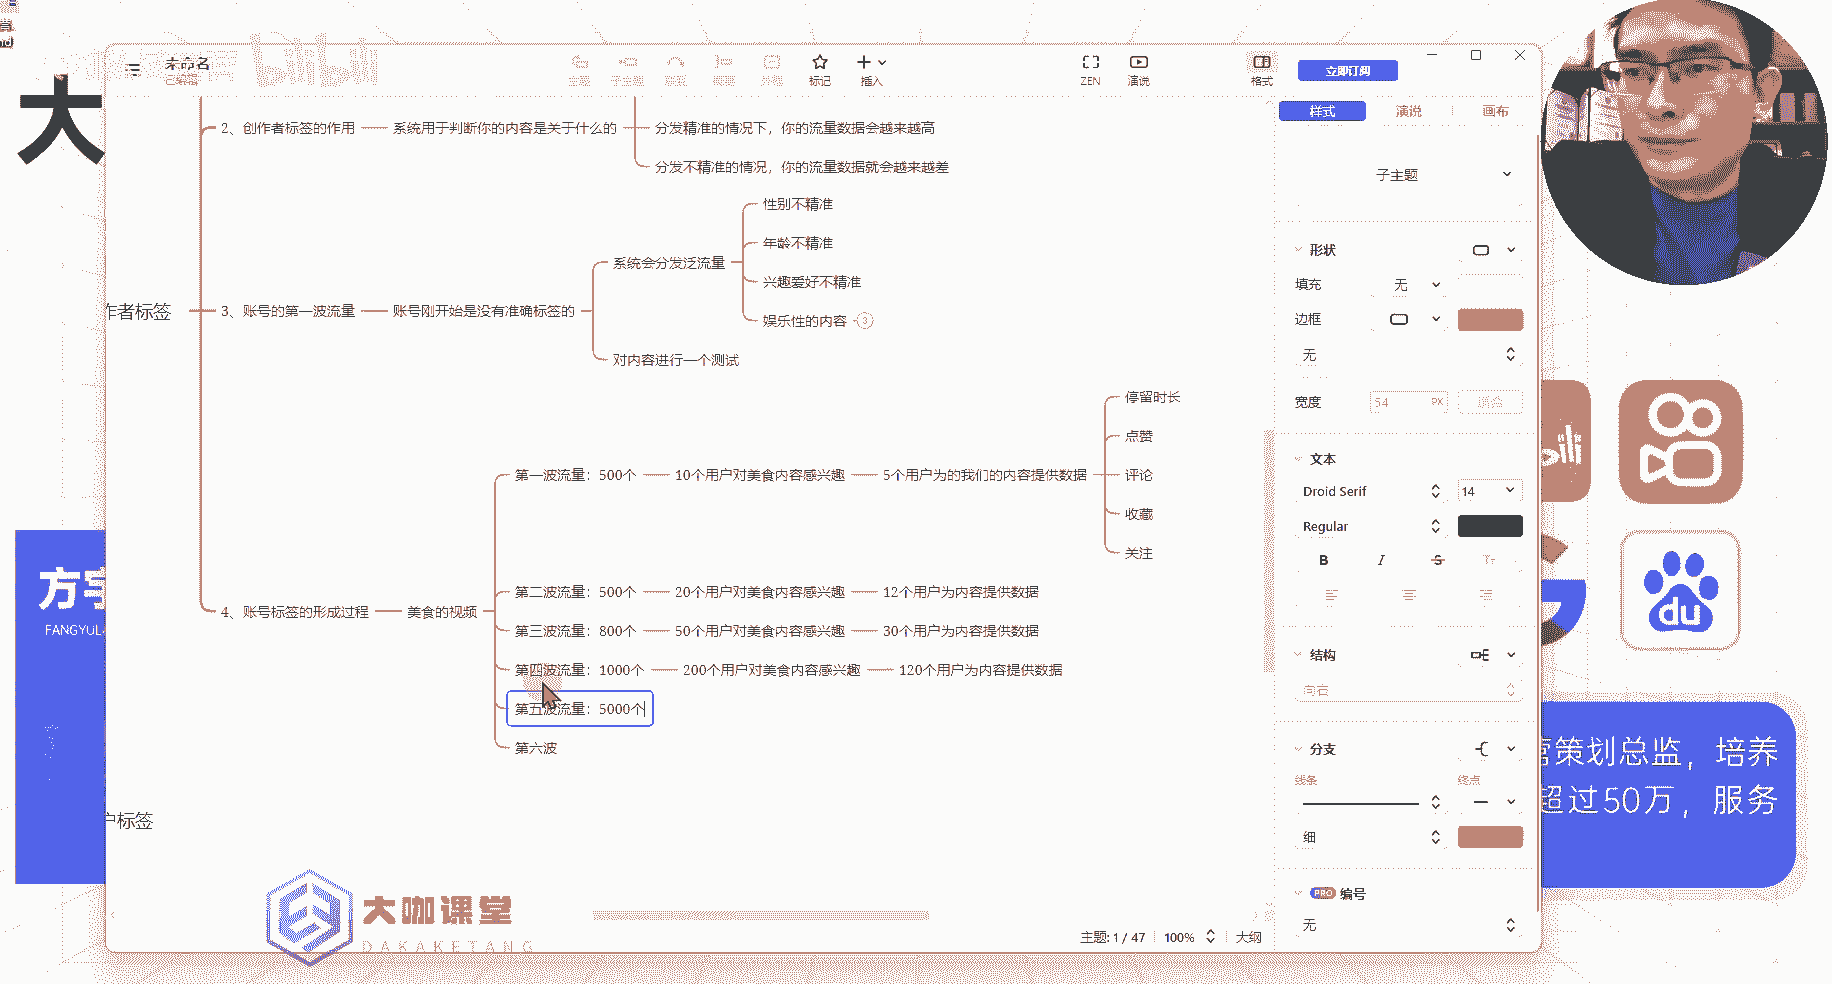 未命名
已编辑
主题
子主题
联系
概要
外框
标记
插入
ZEN
演说
格式
立即订阅
大
bilibili
样式
演说
画布
子主题
2、创作者标签的作用
系统用于判断你的内容是关于什么的
分发精准的情况下，你的流量数据会越来越高
分发不精准的情况，你的流量数据就会越来越差
性别不精准
年龄不精准
系统会分发泛流量
兴趣爱好不精准
作者标签
3、账号的第一波流量
账号刚开始是没有准确标签的
娱乐性的内容
3
对内容进行一个测试
停留时长
点赞
第一波流量：500个
10个用户对美食内容感兴趣
5个用户为的我们的内容提供数据
评论
收藏
关注
第二波流量：500个
20个用户对美食内容感兴趣
12个用户为内容提供数据
4、账号标签的形成过程
美食的视频
第三波流量：800个
50个用户对美食内容感兴趣
30个用户为内容提供数据
第四波流量：1000个
200个用户对美食内容感兴趣
120个用户为内容提供数据
第五波流量：5000个
第六波
户标签
形状
填充
无
边框
无
宽度
54
PX
文本
Droid Serif
14
Regular
B
I
S
Tт
结构
向右
分支
线条
终点
细
PRO 编号
无
主题: 1 / 47
100%
大纲
大咖课堂
DAKAKETANG
方宇
FANGYU
du
营策划总监，培养
超过50万，服务